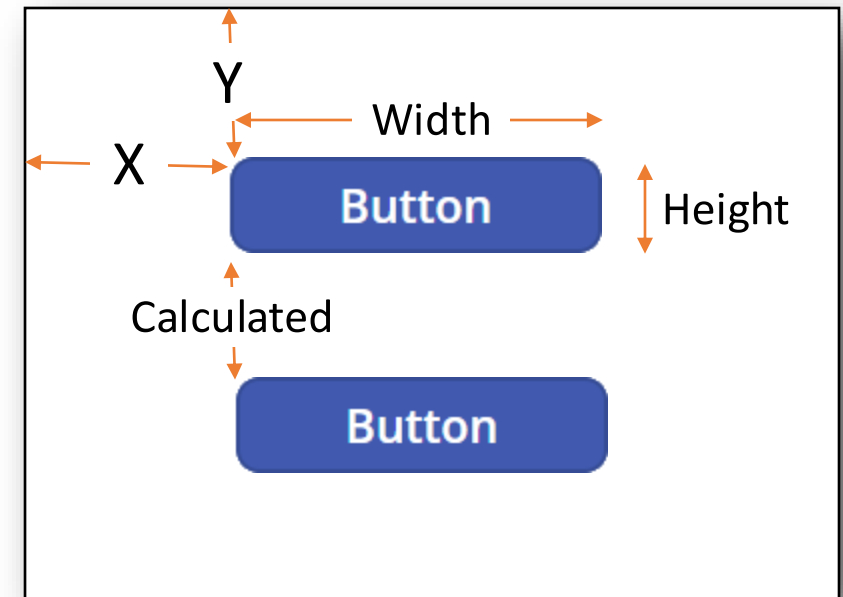 Y
Width
X
Button
Height
Calculated
Button